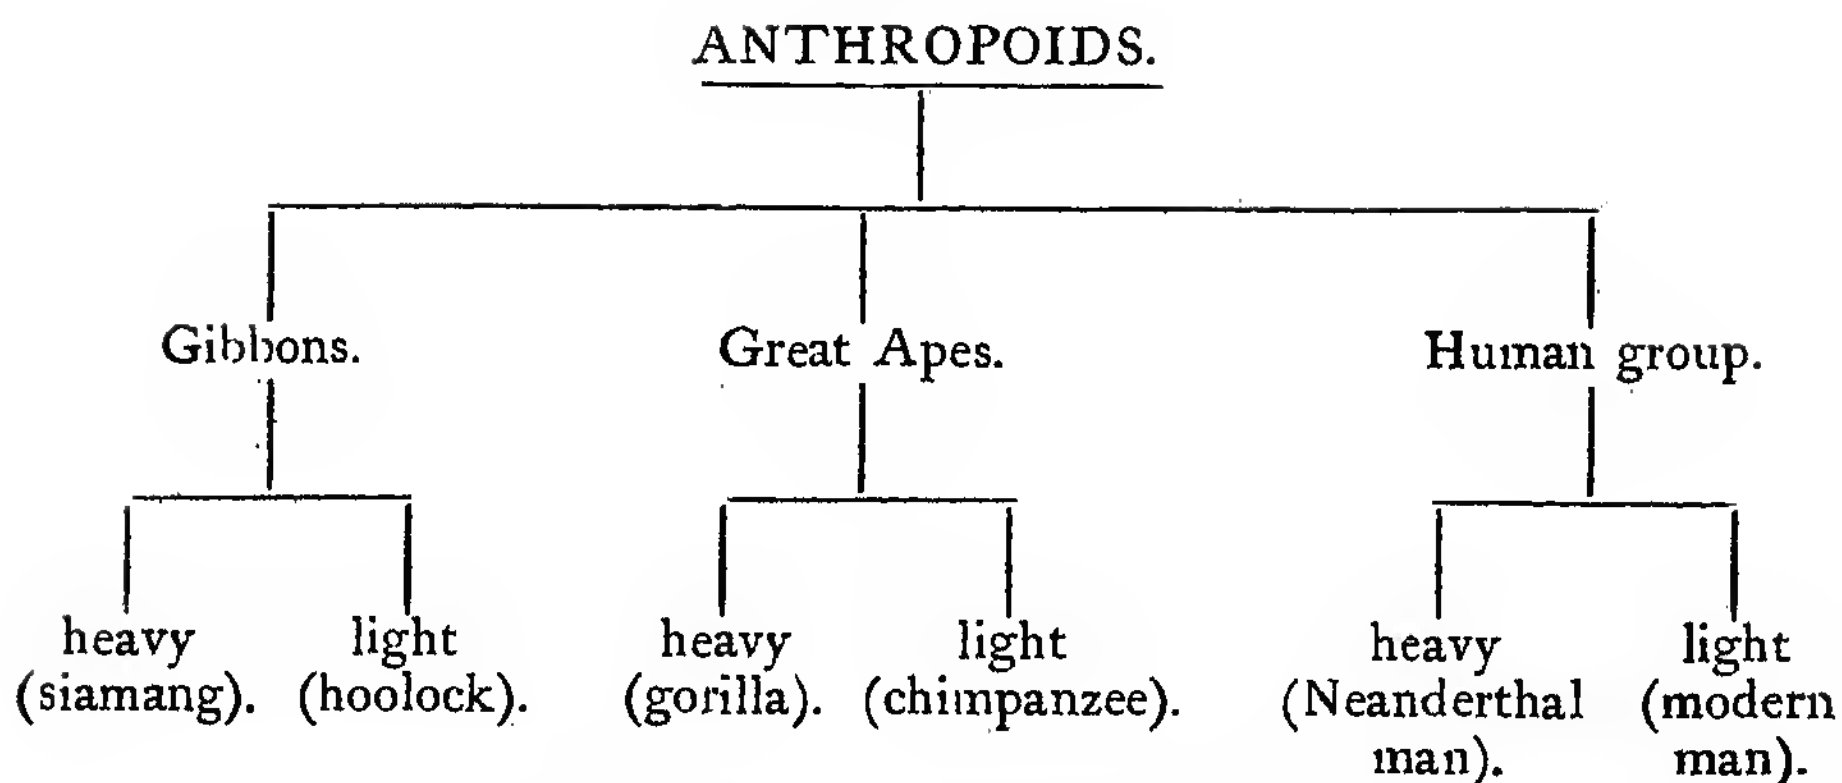 ANTHROPOIDS.
Gibbons. Great Apes. Human group.
heavy light heavy light heavy light
(siamang). (hoolock). (gorilla). (chimpanzee). (Neanderthal (modern
man). man).